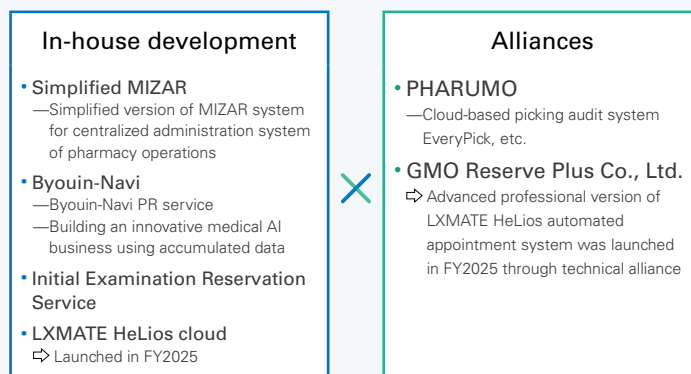 In-house development
• Simplified MIZAR
—Simplified version of MIZAR system
for centralized administration system
of pharmacy operations
• Byouin-Navi
—Byouin-Navi PR service
—Building an innovative medical AI
business using accumulated data
• Initial Examination Reservation
Service
• LXMATE HeLios cloud
⇨ Launched in FY2025
Alliances
• PHARUMO
—Cloud-based picking audit system
EveryPick, etc.
• GMO Reserve Plus Co., Ltd.
⇨ Advanced professional version of
LXMATE HeLios automated
appointment system was launched
in FY2025 through technical alliance